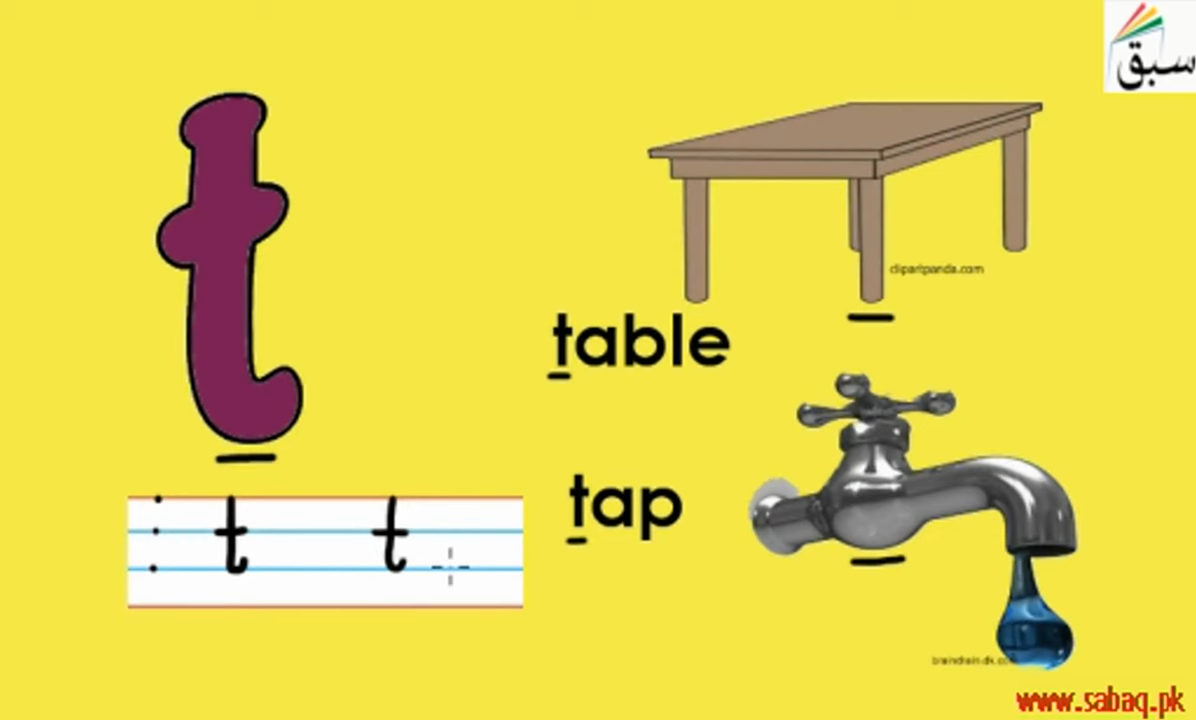 سبق
t
clipartpanda.com
table
tap
t t
www.sabaq.pk